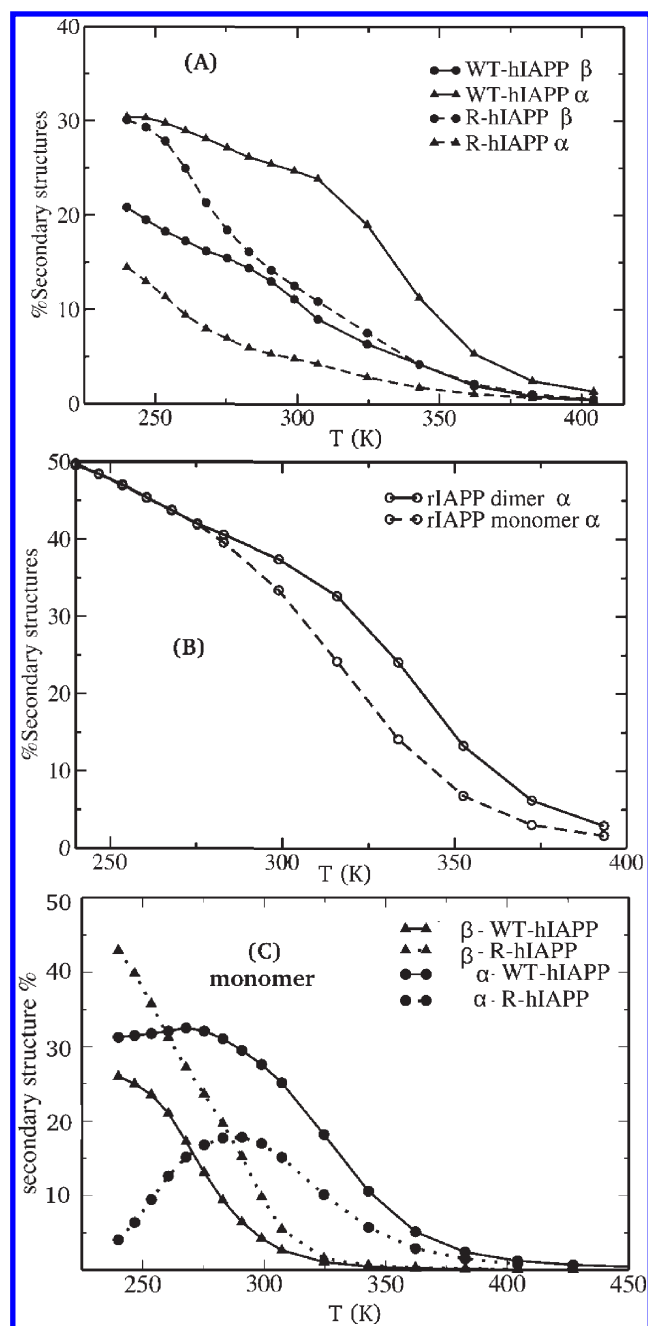 (A)
WT-hIAPP β
WT-hIAPP α
R-hIAPP β
R-hIAPP α
%Secondary structures
40
30
20
10
0
250
300
350
400
T (K)
(B)
rIAPP dimer α
rIAPP monomer α
%Secondary structures
50
40
30
20
10
0
250
300
350
400
T (K)
(C)
monomer
β - WT-hIAPP
β - R-hIAPP
α - WT-hIAPP
α - R-hIAPP
secondary structure %
50
40
30
20
10
250
300
350
400
450
T (K)